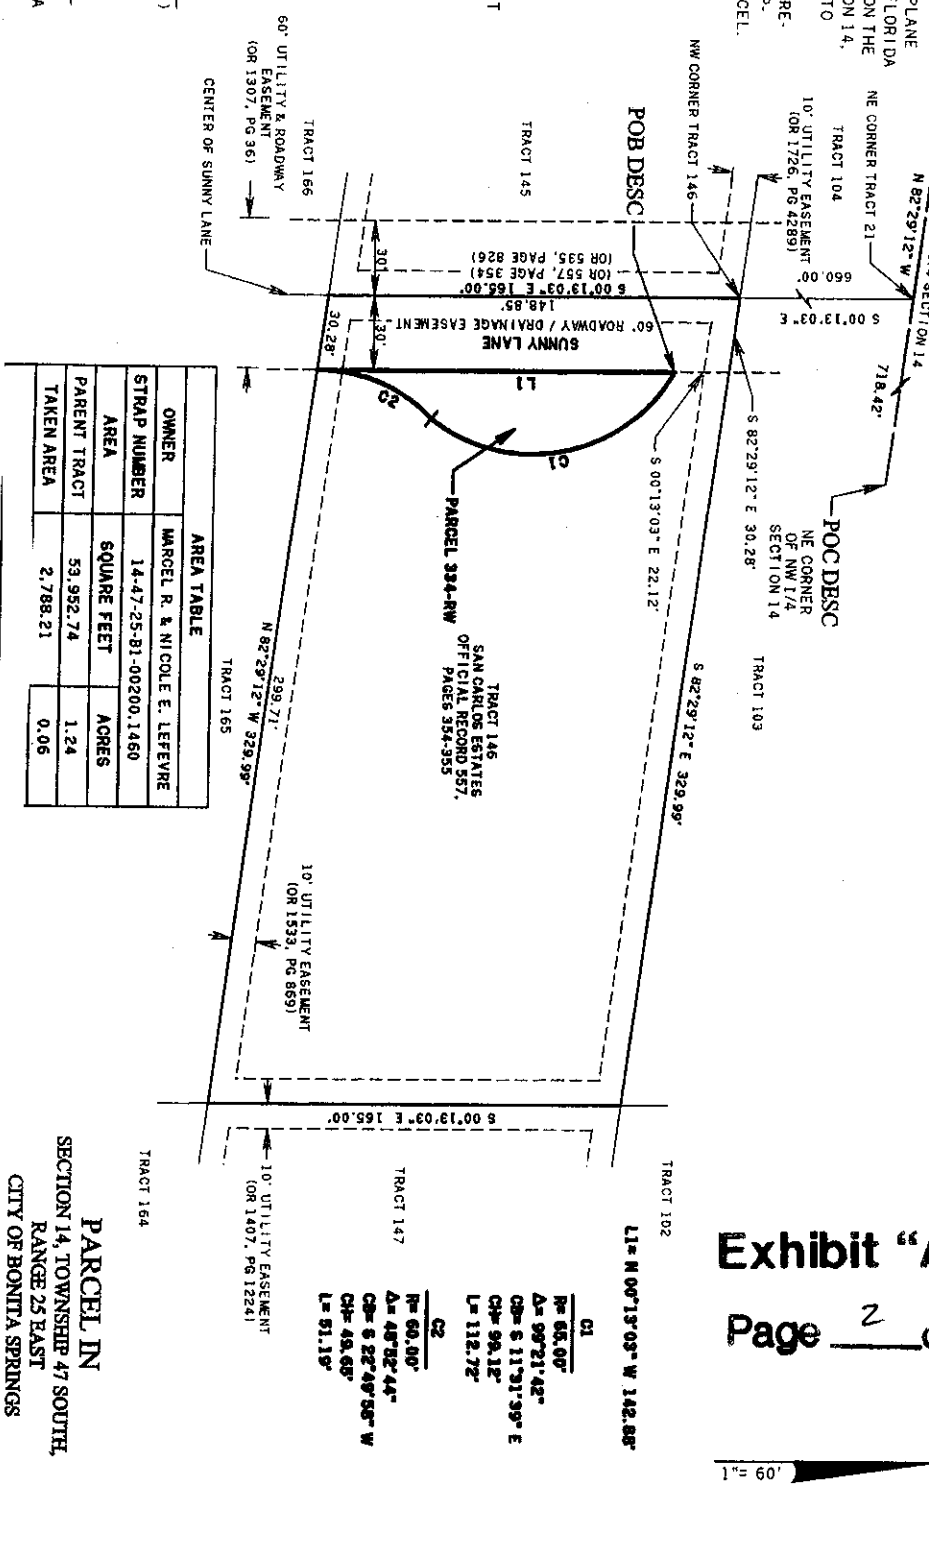 PLANE
FLORIDA
ON THE
ON 14,
TO
RE-
P.
CEL.
T
)
A
N 82°29'12" W
SECTION 14
718.42'
NE CORNER TRACT 21
660.00'
S 00°13'03" E
TRACT 104
10' UTILITY EASEMENT
(OR 1726, PG 4289)
NW CORNER TRACT 146
POB DESC
POC DESC
NE CORNER
OF NW 1/4
SECTION 14
S 82°29'12" E 30.28'
S 00°13'03" E 22.12'
TRACT 103
S 82°29'12" E 329.99'
TRACT 145
TRACT 166
60' UTILITY & ROADWAY
EASEMENT
(OR 1307, PG 36)
CENTER OF SUNNY LANE
30'
30'
(OR 535, PAGE 826)
(OR 557, PAGE 354)
S 00°13'03" E 165.00'
148.85'
60' ROADWAY / DRAINAGE EASEMENT
SUNNY LANE
30.28'
L1
C2
C1
PARCEL 334-RW
TRACT 146
SAN CARLOS ESTATES
OFFICIAL RECORD 557,
PAGES 354-355
299.71'
N 82°29'12" W 329.99'
TRACT 165
10' UTILITY EASEMENT
(OR 1533, PG 869)
S 00°13'03" E 165.00'
10' UTILITY EASEMENT
(OR 1407, PG 1224)
TRACT 102
TRACT 147
TRACT 164
AREA TABLE
OWNER MARCEL R. & NICOLE E. LEFEVRE
STRAP NUMBER 14-47-25-B1-00200.1460
AREA SQUARE FEET ACRES
PARENT TRACT 53,952.74 1.24
TAKEN AREA 2,788.21 0.06
L1= N 00°13'03" W 142.88'
C1
R= 65.00'
Δ= 99°21'42"
CB= S 11°31'39" E
CH= 99.12'
L= 112.72'
C2
R= 60.00'
Δ= 48°52'44"
CB= S 22°49'58" W
CH= 49.65'
L= 51.19'
Exhibit "A
Page 2
1"= 60'
PARCEL IN
SECTION 14, TOWNSHIP 47 SOUTH,
RANGE 25 EAST
CITY OF BONITA SPRINGS